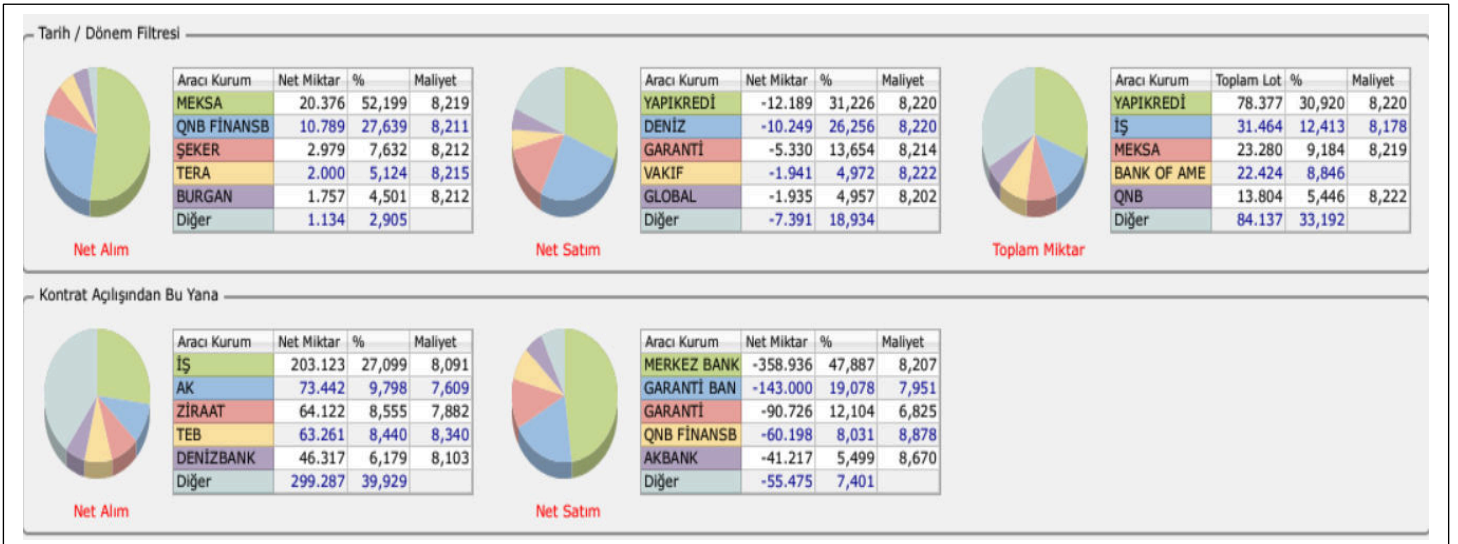 Tarih / Dönem Filtresi
Aracı Kurum Net Miktar % Maliyet
MEKSA 20.376 52,199 8,219
QNB FİNANSB 10.789 27,639 8,211
ŞEKER 2.979 7,632 8,212
TERA 2.000 5,124 8,215
BURGAN 1.757 4,501 8,212
Diğer 1.134 2,905
Net Alım
Aracı Kurum Net Miktar % Maliyet
YAPIKREDİ -12.189 31,226 8,220
DENİZ -10.249 26,256 8,220
GARANTİ -5.330 13,654 8,214
VAKIF -1.941 4,972 8,222
GLOBAL -1.935 4,957 8,202
Diğer -7.391 18,934
Net Satım
Aracı Kurum Toplam Lot % Maliyet
YAPIKREDİ 78.377 30,920 8,220
İŞ 31.464 12,413 8,178
MEKSA 23.280 9,184 8,219
BANK OF AME 22.424 8,846
QNB 13.804 5,446 8,222
Diğer 84.137 33,192
Toplam Miktar
Kontrat Açılışından Bu Yana
Aracı Kurum Net Miktar % Maliyet
İŞ 203.123 27,099 8,091
AK 73.442 9,798 7,609
ZİRAAT 64.122 8,555 7,882
TEB 63.261 8,440 8,340
DENİZBANK 46.317 6,179 8,103
Diğer 299.287 39,929
Net Alım
Aracı Kurum Net Miktar % Maliyet
MERKEZ BANK -358.936 47,887 8,207
GARANTİ BAN -143.000 19,078 7,951
GARANTİ -90.726 12,104 6,825
QNB FİNANSB -60.198 8,031 8,878
AKBANK -41.217 5,499 8,670
Diğer -55.475 7,401
Net Satım